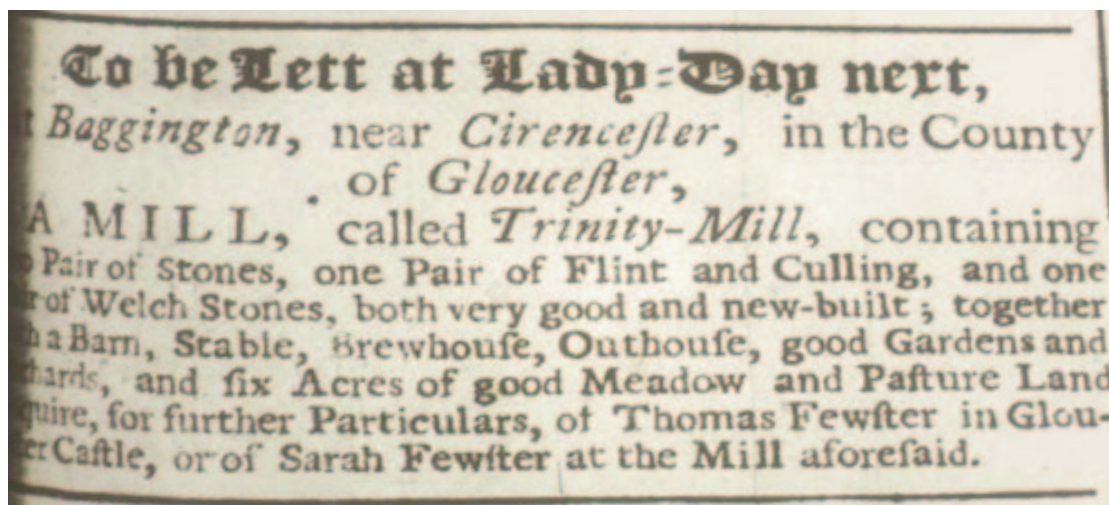 To be Lett at Lady-Day next,
Baggington, near Cirenceſter, in the County
of Glouceſter,
A MILL, called Trinity-Mill, containing
Pair of Stones, one Pair of Flint and Culling, and one
of Welch Stones, both very good and new-built; together
a Barn, Stable, Brewhouſe, Outhouſe, good Gardens and
chards, and ſix Acres of good Meadow and Paſture Land
quire, for further Particulars, of Thomas Fewſter in Glou-
er Caſtle, or of Sarah Fewſter at the Mill aforeſaid.